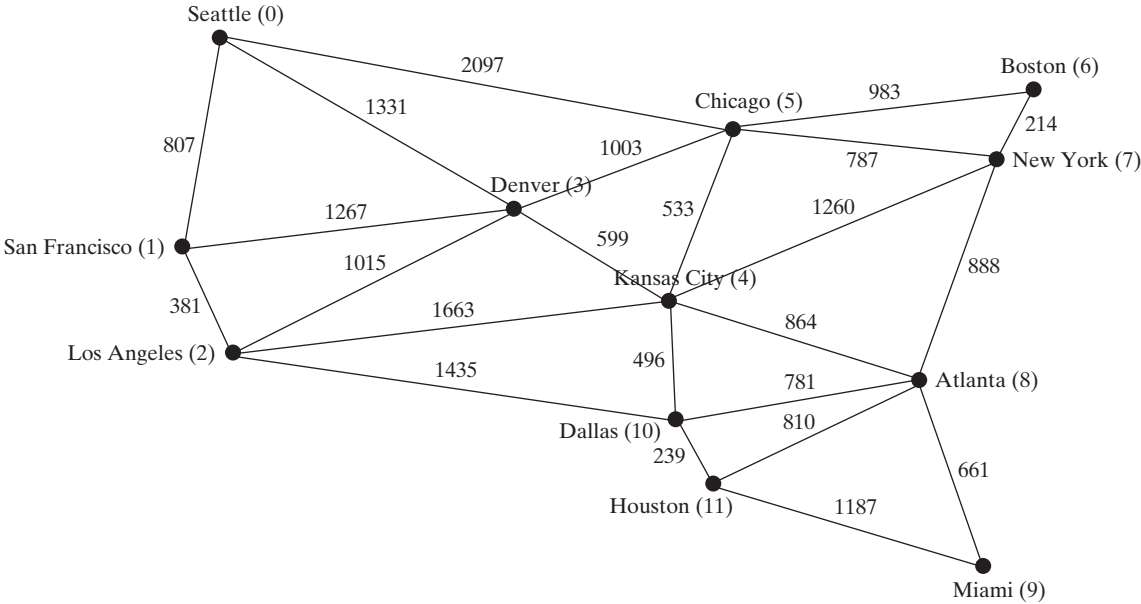 Seattle (0)
2097
Boston (6)
983
Chicago (5)
1331
214
807
1003
787
New York (7)
Denver (3)
1267
533
1260
599
San Francisco (1)
1015
888
Kansas City (4)
381
1663
864
Los Angeles (2)
496
1435
781
Atlanta (8)
810
Dallas (10)
239
661
Houston (11)
1187
Miami (9)